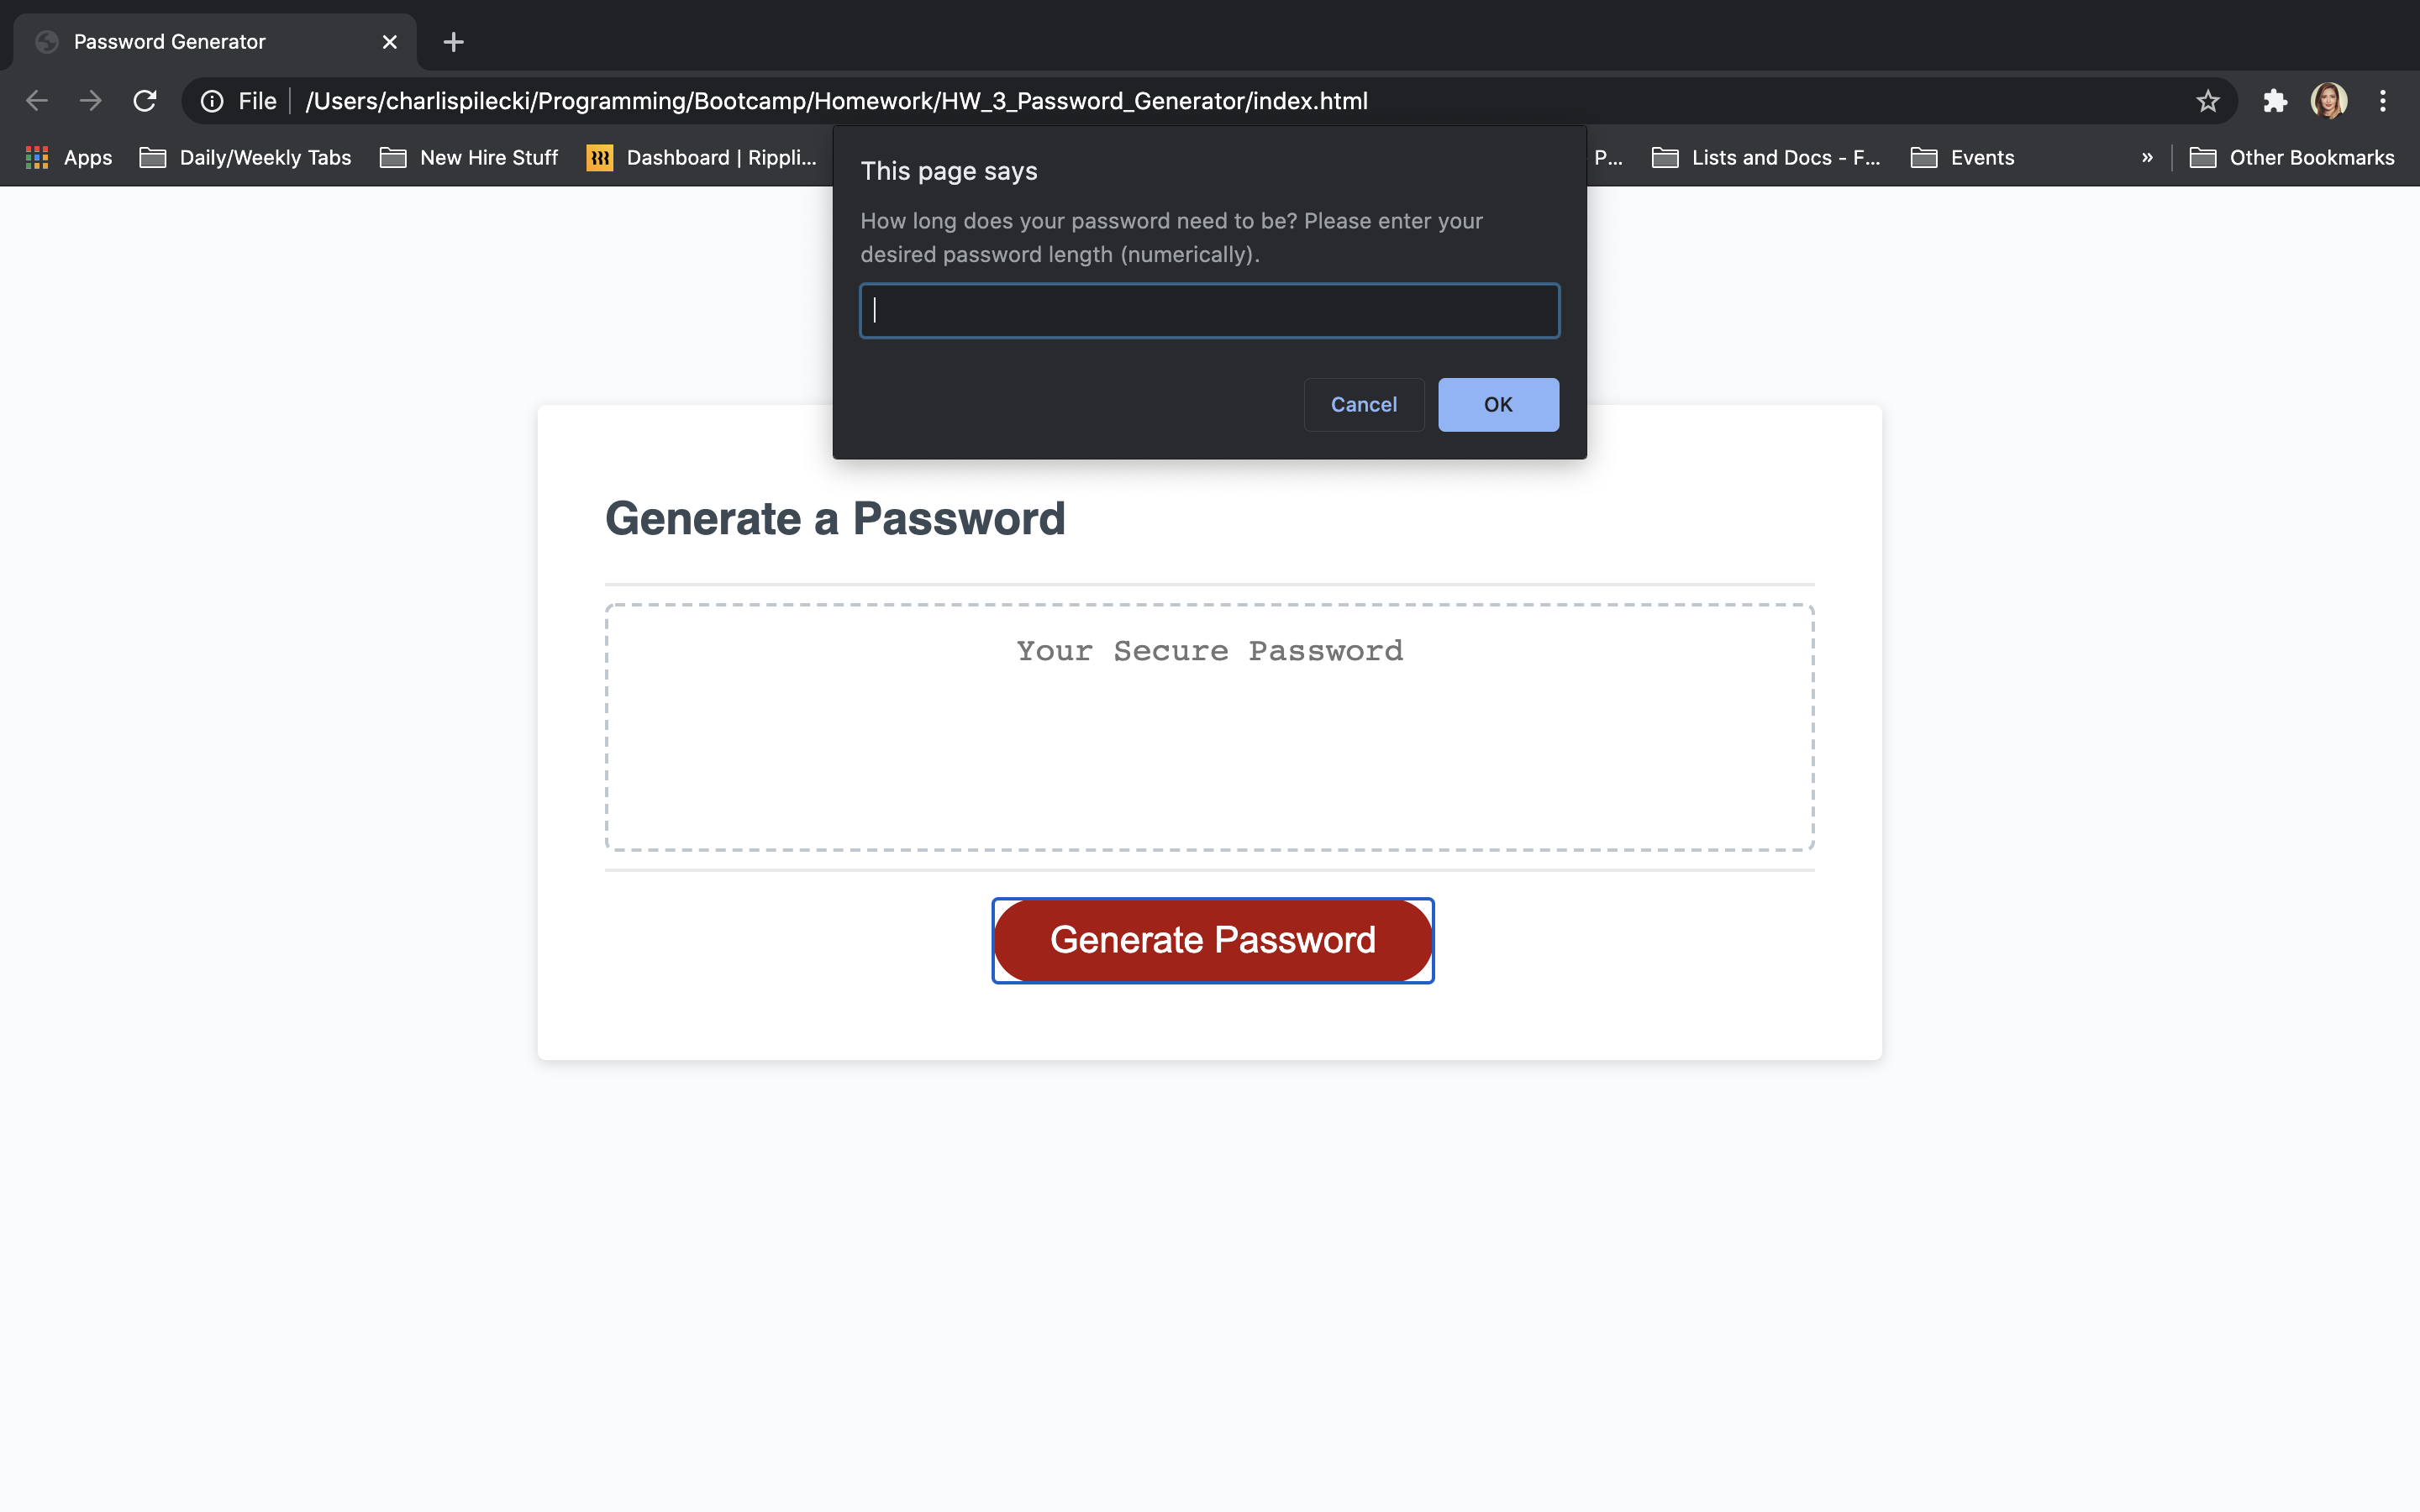 Password Generator
File /Users/charlispilecki/Programming/Bootcamp/Homework/HW_3_Password_Generator/index.html
Apps Daily/Weekly Tabs New Hire Stuff Dashboard | Rippli... P... Lists and Docs - F... Events » Other Bookmarks
This page says
How long does your password need to be? Please enter your
desired password length (numerically).
Cancel OK
Generate a Password
Your Secure Password
Generate Password